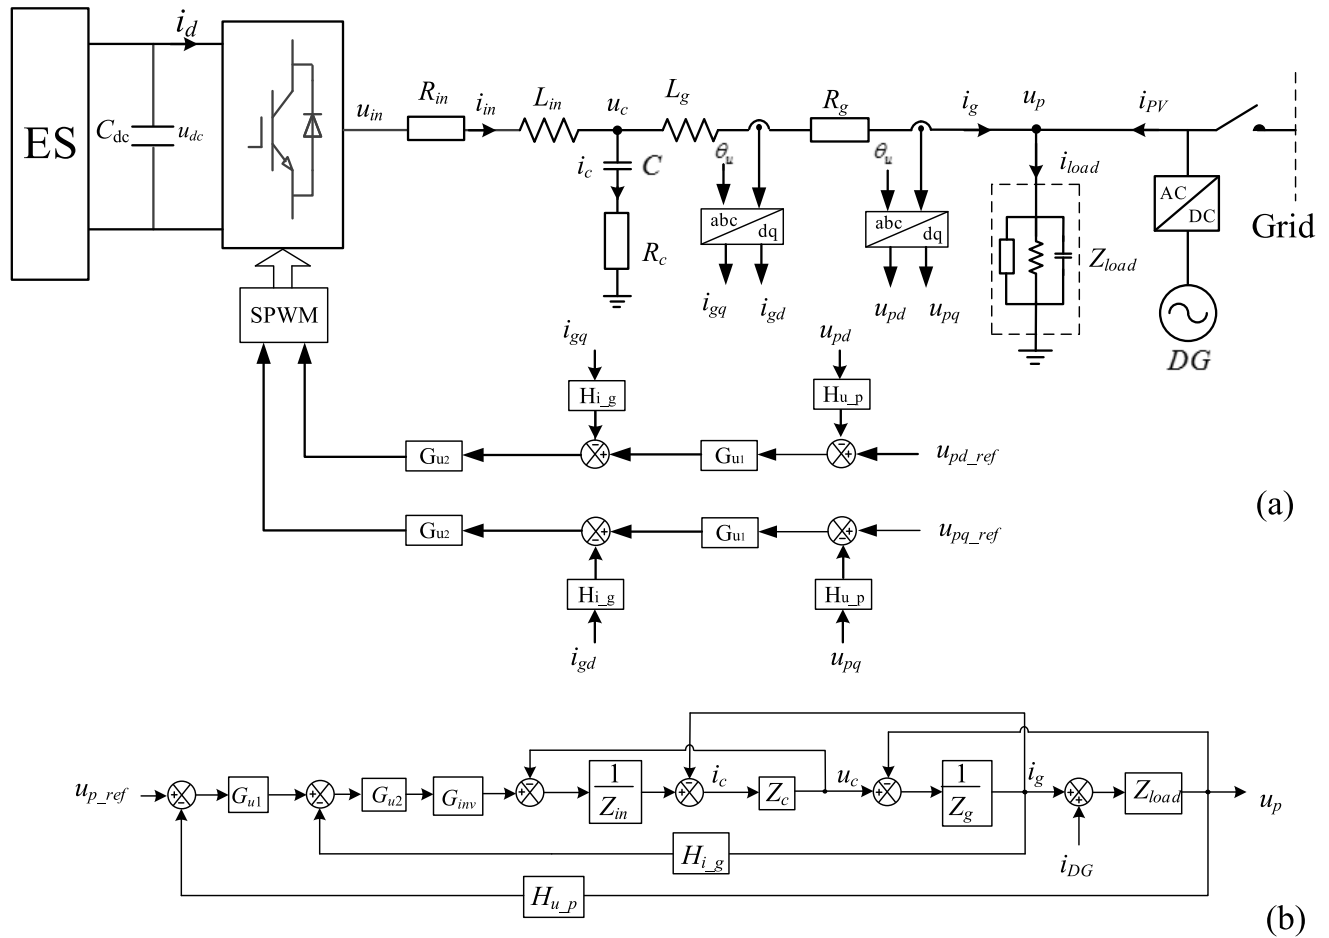 ES
i_d
C_dc
u_dc
u_in
R_in
i_in
L_in
u_c
L_g
R_g
i_g
u_p
i_PV
i_c
C
R_c
θ_u
abc
dq
i_gq
i_gd
θ_u
abc
dq
u_pd
u_pq
i_load
Z_load
AC
DC
DG
Grid
SPWM
i_gq
u_pd
H_i_g
H_u_p
G_u2
G_u1
u_pd_ref
(a)
G_u2
G_u1
u_pq_ref
H_i_g
H_u_p
i_gd
u_pq
u_p_ref
G_u1
G_u2
G_inv
1
Z_in
i_c
Z_c
u_c
1
Z_g
i_g
Z_load
u_p
H_i_g
i_DG
H_u_p
(b)